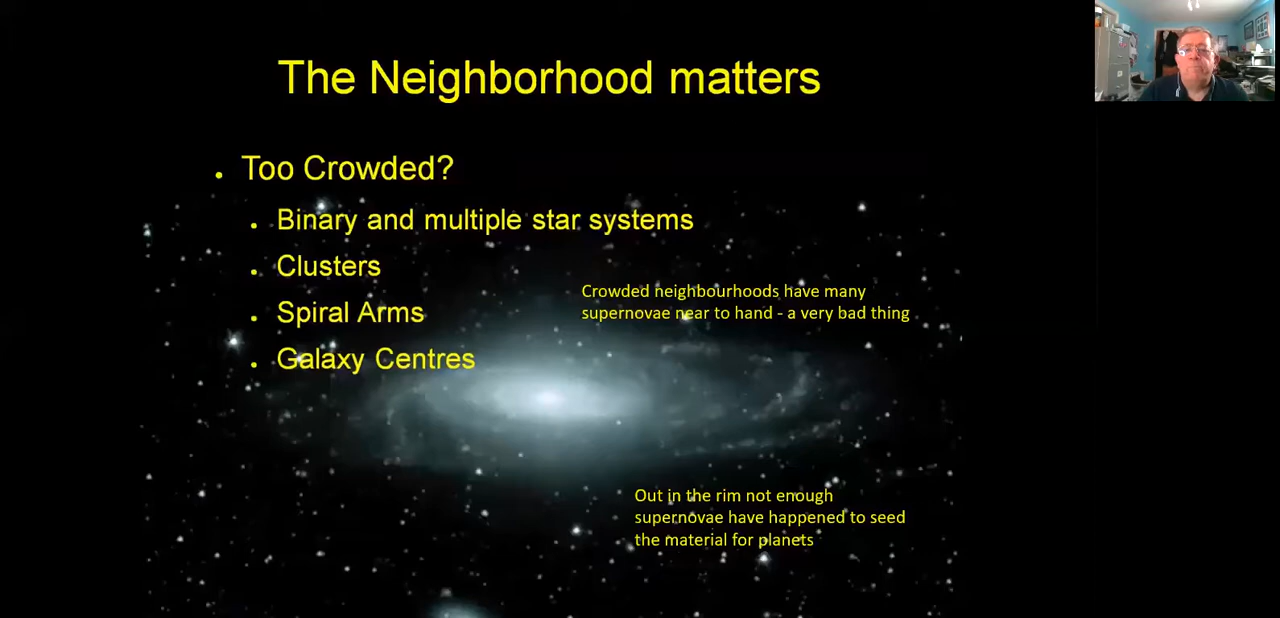 The Neighborhood matters
• Too Crowded?
• Binary and multiple star systems
• Clusters
• Spiral Arms
• Galaxy Centres
Crowded neighbourhoods have many
supernovae near to hand - a very bad thing
Out in the rim not enough
supernovae have happened to seed
the material for planets